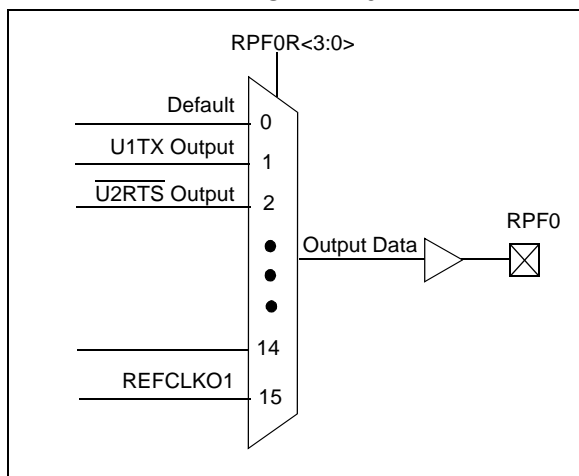 RPF0R<3:0>
Default
0
U1TX Output
1
U2RTS Output
2
RPF0
Output Data
14
REFCLKO1
15